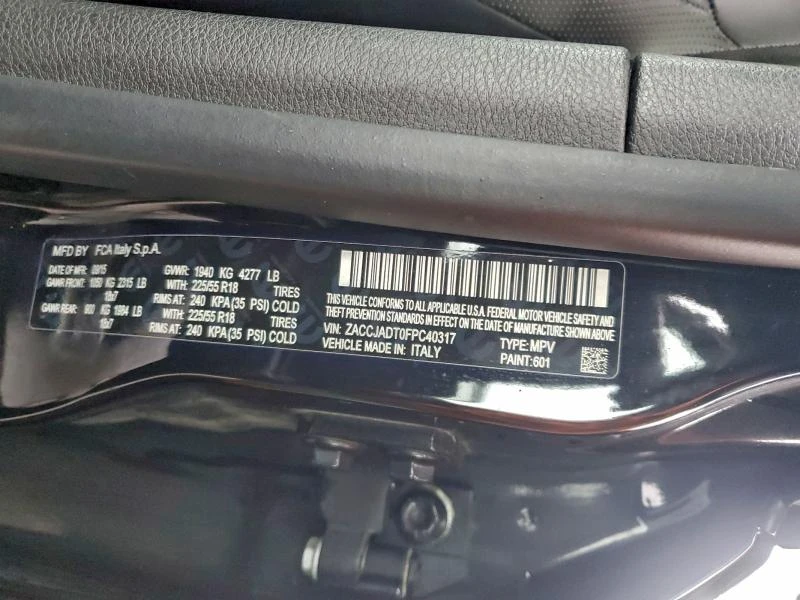 MFD BY FCA Italy S.p.A.
DATE OF MFR: 09/15 GVWR: 1940 KG 4277 LB
GAWR FRONT: 1050 KG 2315 LB WITH: 225/55 R18 TIRES
18x7 RIMS AT: 240 KPA(35 PSI) COLD
GAWR REAR: 900 KG 1984 LB WITH: 225/55 R18 TIRES
18x7 RIMS AT: 240 KPA(35 PSI) COLD
THIS VEHICLE CONFORMS TO ALL APPLICABLE U.S.A. FEDERAL MOTOR VEHICLE SAFETY
STANDARDS IN EFFECT ON THE DATE OF MANUFACTURE SHOWN ABOVE
VIN: ZACCJADT0FPC40317 TYPE: MPV
VEHICLE MADE IN: ITALY PAINT:601